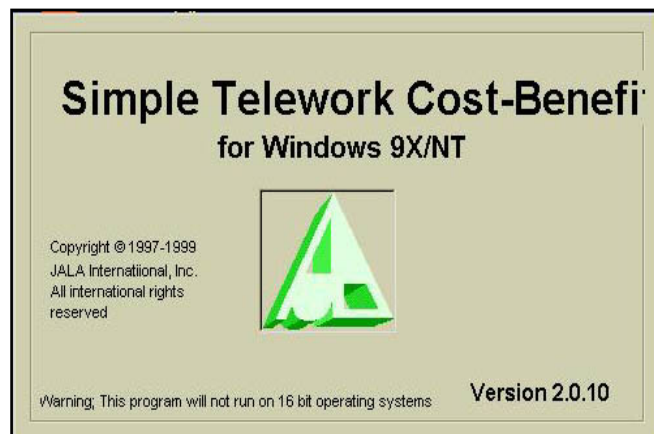 Simple Telework Cost-Benefi
for Windows 9X/NT
Copyright © 1997-1999
JALA Internatiional, Inc.
All international rights
reserved
Warning; This program will not run on 16 bit operating systems
Version 2.0.10